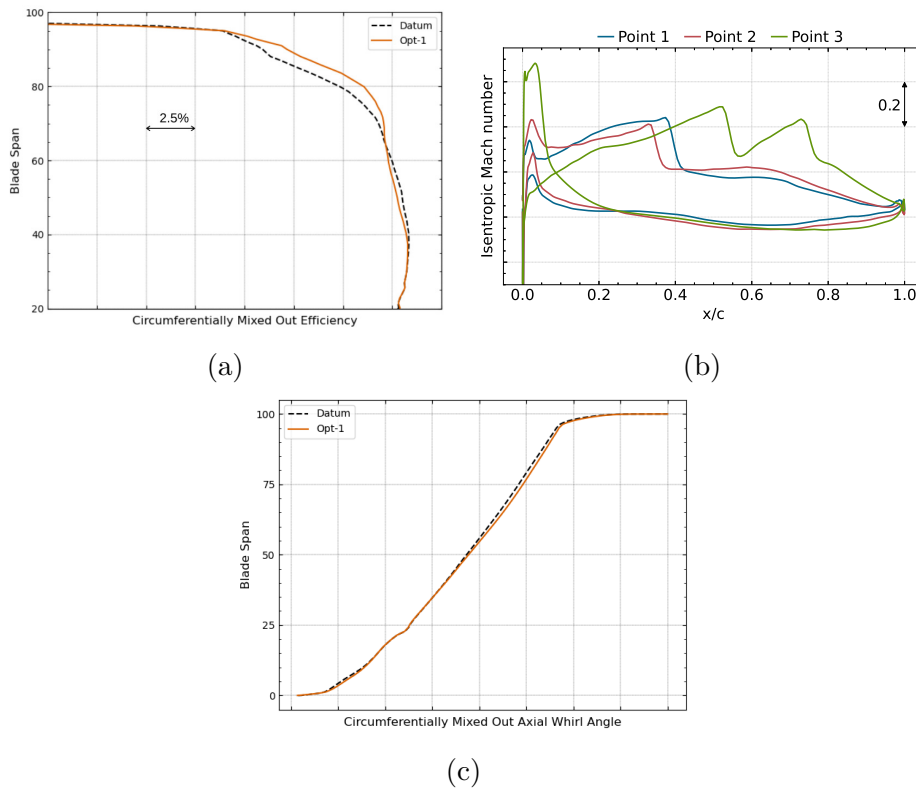 100
80
60
40
20
Blade Span
Datum
Opt-1
2.5%
Circumferentially Mixed Out Efficiency
(a)
Point 1 Point 2 Point 3
Isentropic Mach number
0.2
0.0 0.2 0.4 0.6 0.8 1.0
x/c
(b)
Datum
Opt-1
100
75
50
25
0
Blade Span
Circumferentially Mixed Out Axial Whirl Angle
(c)